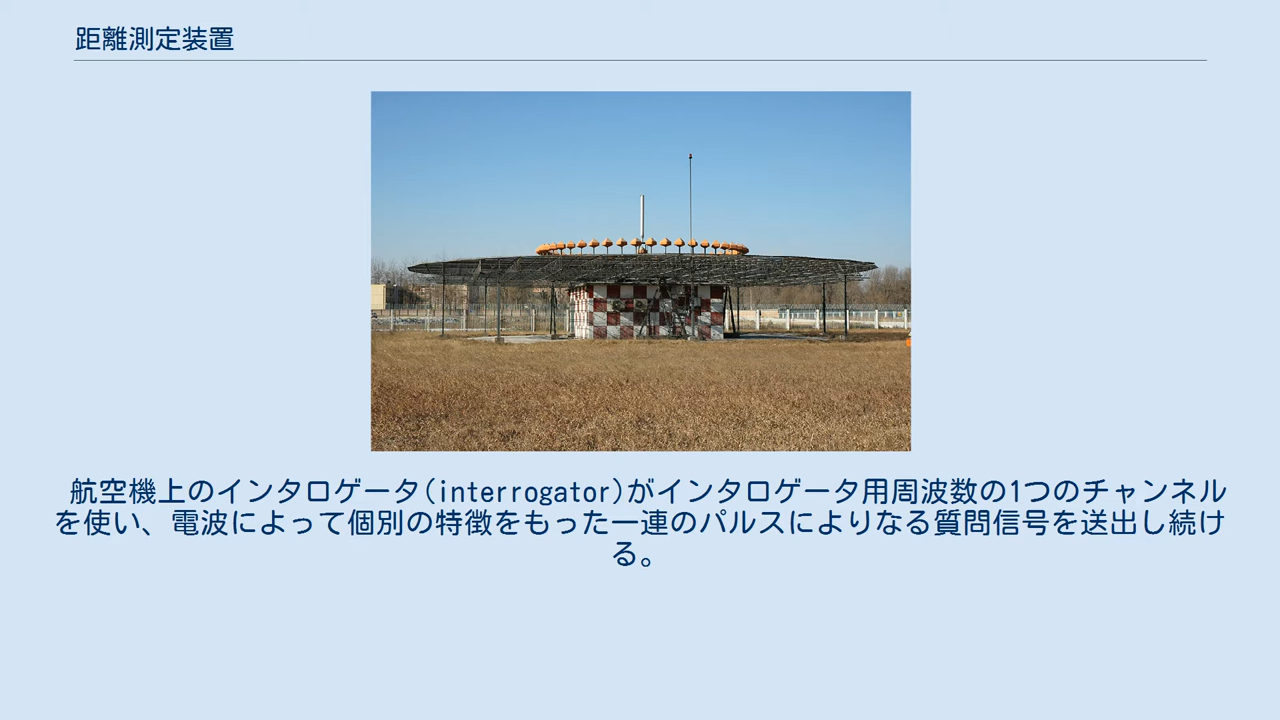 距離測定装置
航空機上のインタロゲータ(interrogator)がインタロゲータ用周波数の1つのチャンネル
を使い、電波によって個別の特徴をもった一連のパルスによりなる質問信号を送出し続け
る。